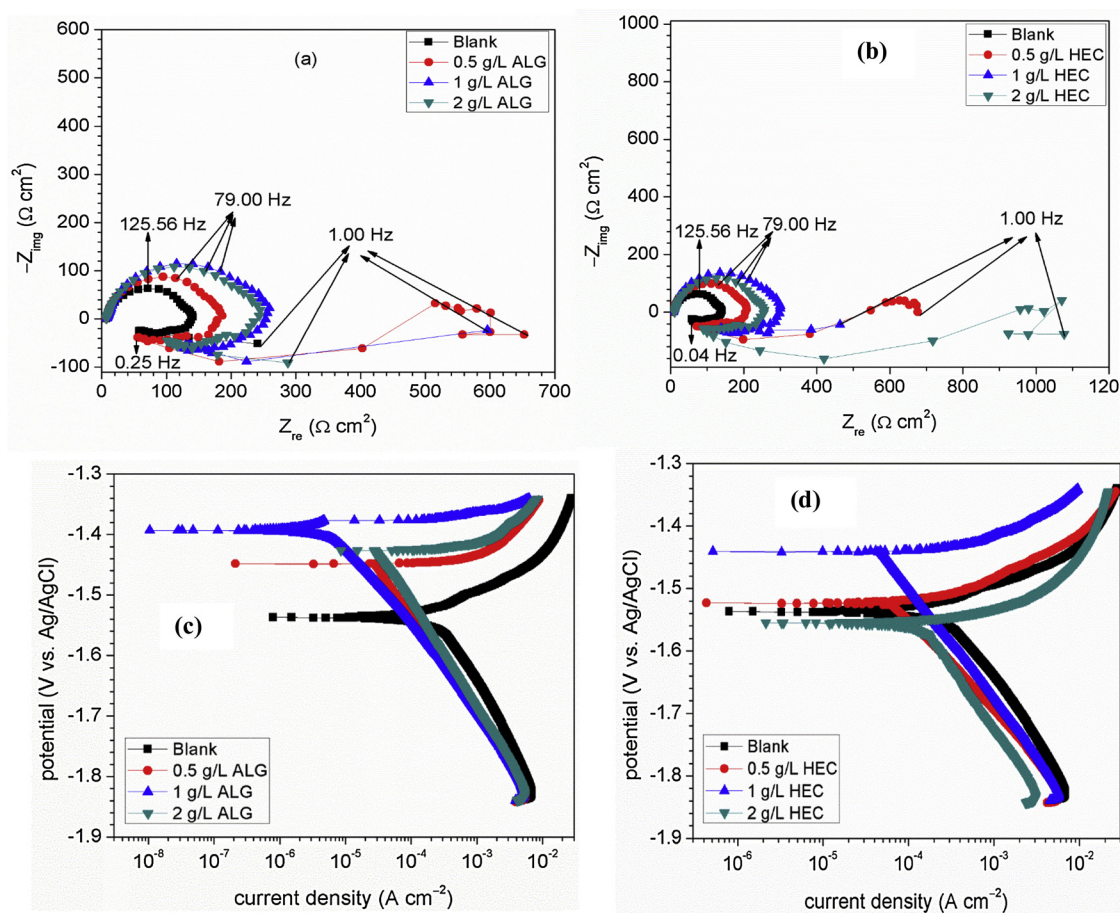 600
500
400
300
200
100
0
-100
(a)
Blank
0.5 g/L ALG
1 g/L ALG
2 g/L ALG
125.56 Hz
79.00 Hz
1.00 Hz
0.25 Hz
0 100 200 300 400 500 600 700
–Zimg (Ω cm²)
Zre (Ω cm²)
1000
900
800
700
600
500
400
300
200
100
0
-100
-200
(b)
Blank
0.5 g/L HEC
1 g/L HEC
2 g/L HEC
125.56 Hz
79.00 Hz
1.00 Hz
0.04 Hz
0 200 400 600 800 1000 120
–Zimg (Ω cm²)
Zre (Ω cm²)
-1.3
-1.4
-1.5
-1.6
-1.7
-1.8
-1.9
(c)
Blank
0.5 g/L ALG
1 g/L ALG
2 g/L ALG
10⁻⁸ 10⁻⁷ 10⁻⁶ 10⁻⁵ 10⁻⁴ 10⁻³ 10⁻²
potential (V vs. Ag/AgCl)
current density (A cm⁻²)
-1.3
-1.4
-1.5
-1.6
-1.7
-1.8
-1.9
(d)
Blank
0.5 g/L HEC
1 g/L HEC
2 g/L HEC
10⁻⁶ 10⁻⁵ 10⁻⁴ 10⁻³ 10⁻²
potential (V vs. Ag/AgCl)
current density (A cm⁻²)